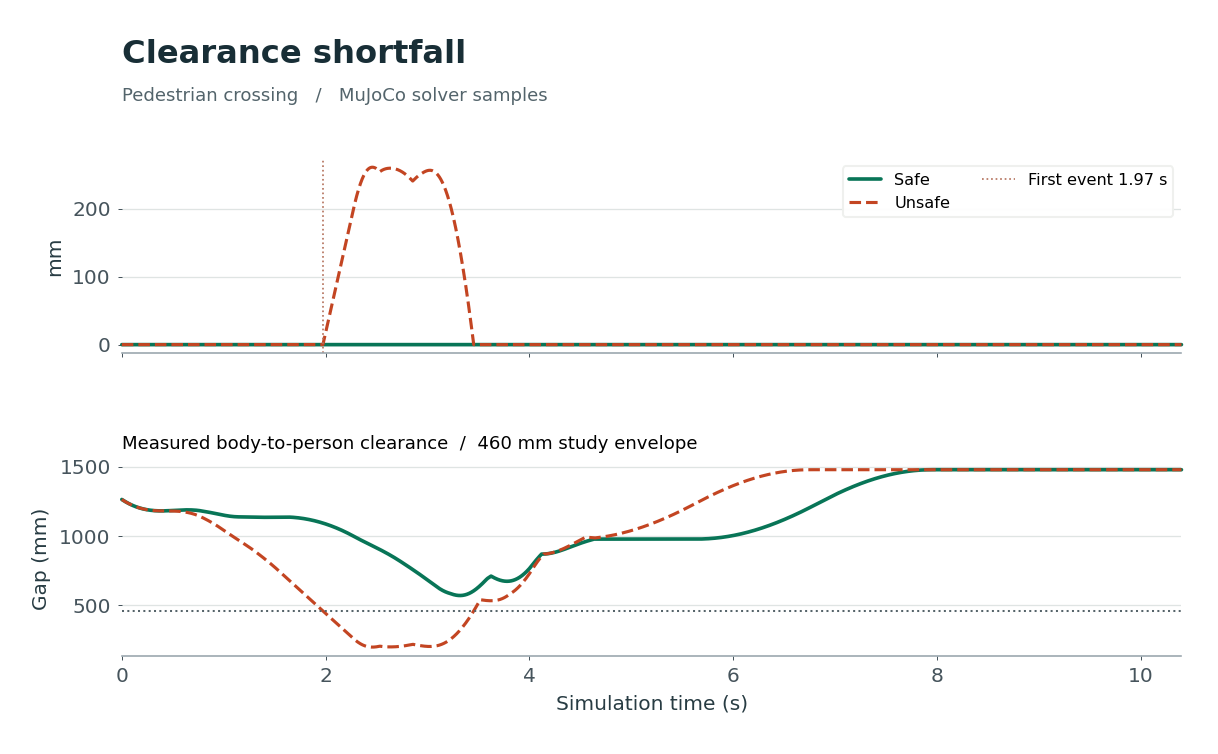 Clearance shortfall
Pedestrian crossing / MuJoCo solver samples
Safe
Unsafe
First event 1.97 s
200
100
0
mm
Measured body-to-person clearance / 460 mm study envelope
1500
1000
500
Gap (mm)
0 2 4 6 8 10
Simulation time (s)